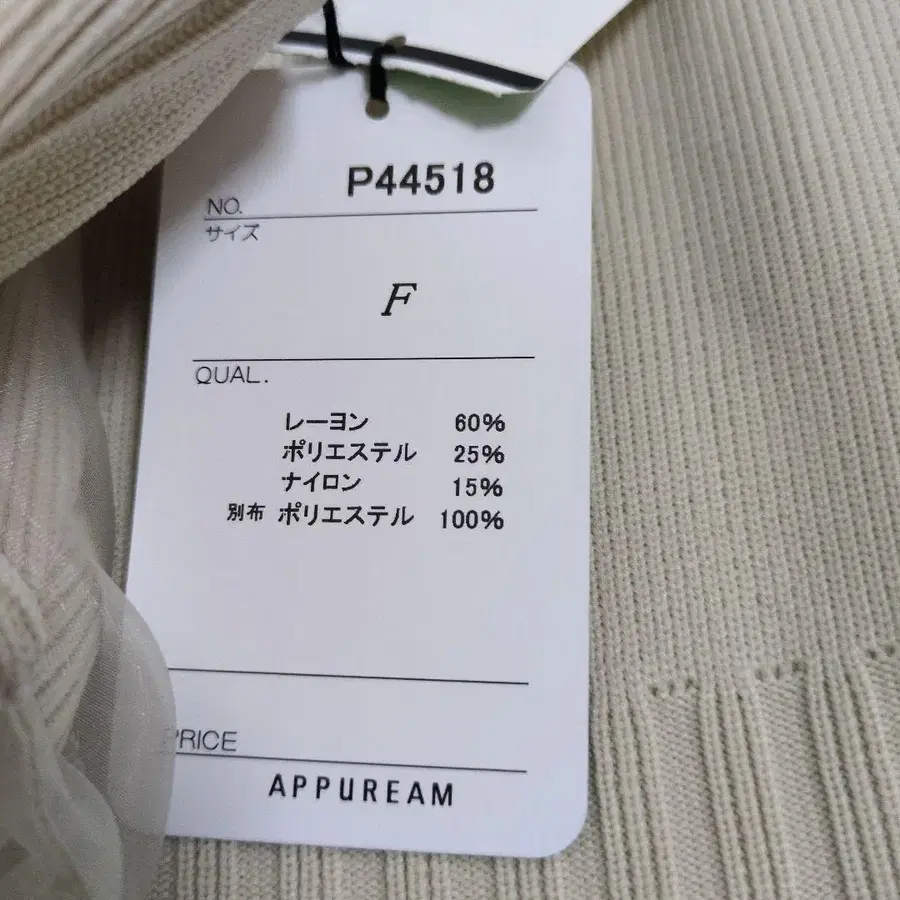 NO. P44518
サイズ
F
QUAL.
レーヨン 60%
ポリエステル 25%
ナイロン 15%
別布 ポリエステル 100%
PRICE
APPUREAM